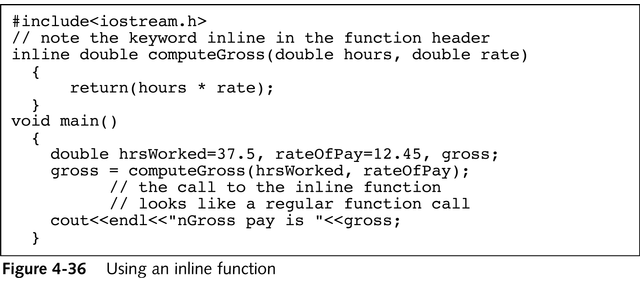 #include<iostream.h>
// note the keyword inline in the function header
inline double computeGross(double hours, double rate)
{
return(hours * rate);
}
void main()
{
double hrsWorked=37.5, rateOfPay=12.45, gross;
gross = computeGross(hrsWorked, rateOfPay);
// the call to the inline function
// looks like a regular function call
cout<<endl<<"nGross pay is "<<gross;
}
Figure 4-36 Using an inline function